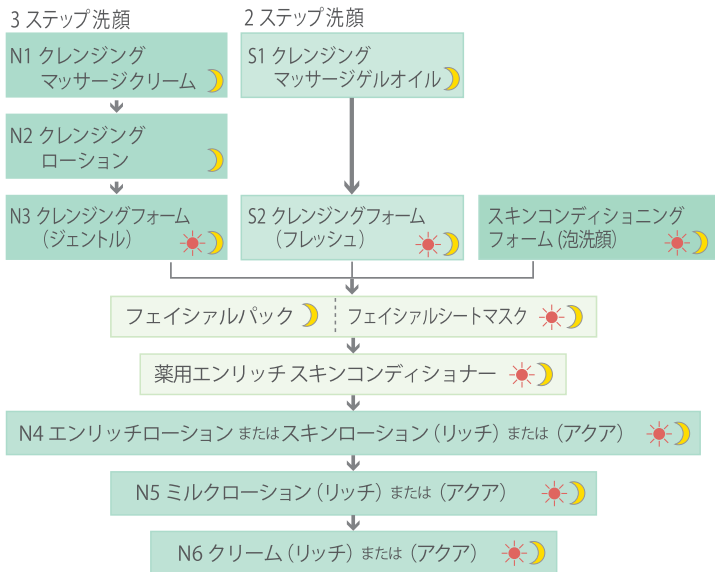 3 ステップ洗顔
N1 クレンジング
マッサージクリーム
N2 クレンジング
ローション
N3 クレンジングフォーム
（ジェントル）
2 ステップ洗顔
S1 クレンジング
マッサージゲルオイル
S2 クレンジングフォーム
（フレッシュ）
スキンコンディショニング
フォーム (泡洗顔)
フェイシャルパック
フェイシャルシートマスク
薬用エンリッチ スキンコンディショナー
N4 エンリッチローション または スキンローション（リッチ）または（アクア）
N5 ミルクローション（リッチ）または（アクア）
N6 クリーム（リッチ）または（アクア）